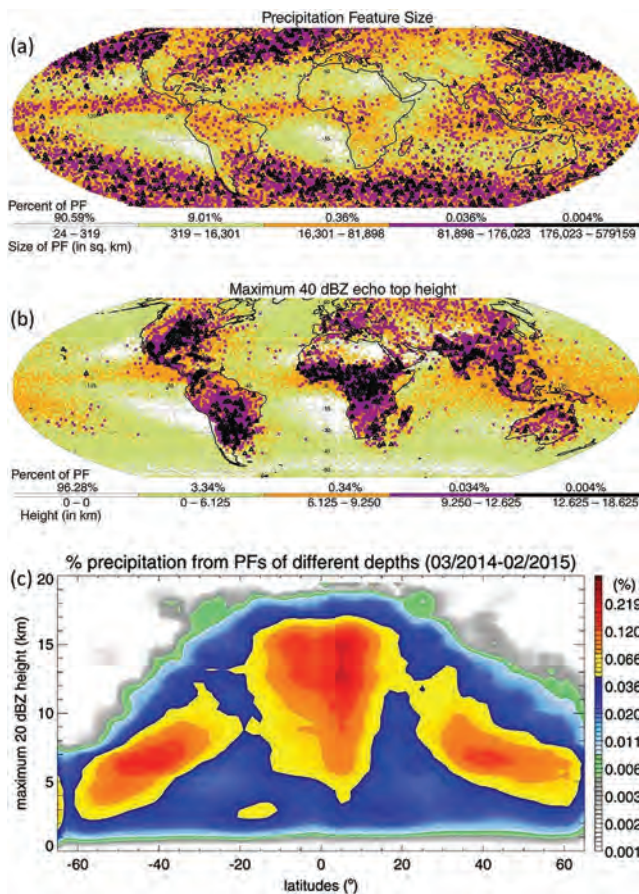 Precipitation Feature Size
(a)
Percent of PF
90.59% 9.01% 0.36% 0.036% 0.004%
24 – 319 319 – 16,301 16,301 – 81,898 81,898 – 176,023 176,023 – 579159
Size of PF (in sq. km)
Maximum 40 dBZ echo top height
(b)
Percent of PF
96.28% 3.34% 0.34% 0.034% 0.004%
0 – 0 0 – 6.125 6.125 – 9.250 9.250 – 12.625 12.625 – 18.625
Height (in km)
(c) % precipitation from PFs of different depths (03/2014-02/2015)
maximum 20 dBZ height (km)
20
15
10
5
0
-60 -40 -20 0 20 40 60
latitudes (°)
(%)
0.219
0.120
0.066
0.036
0.020
0.011
0.006
0.003
0.002
0.001